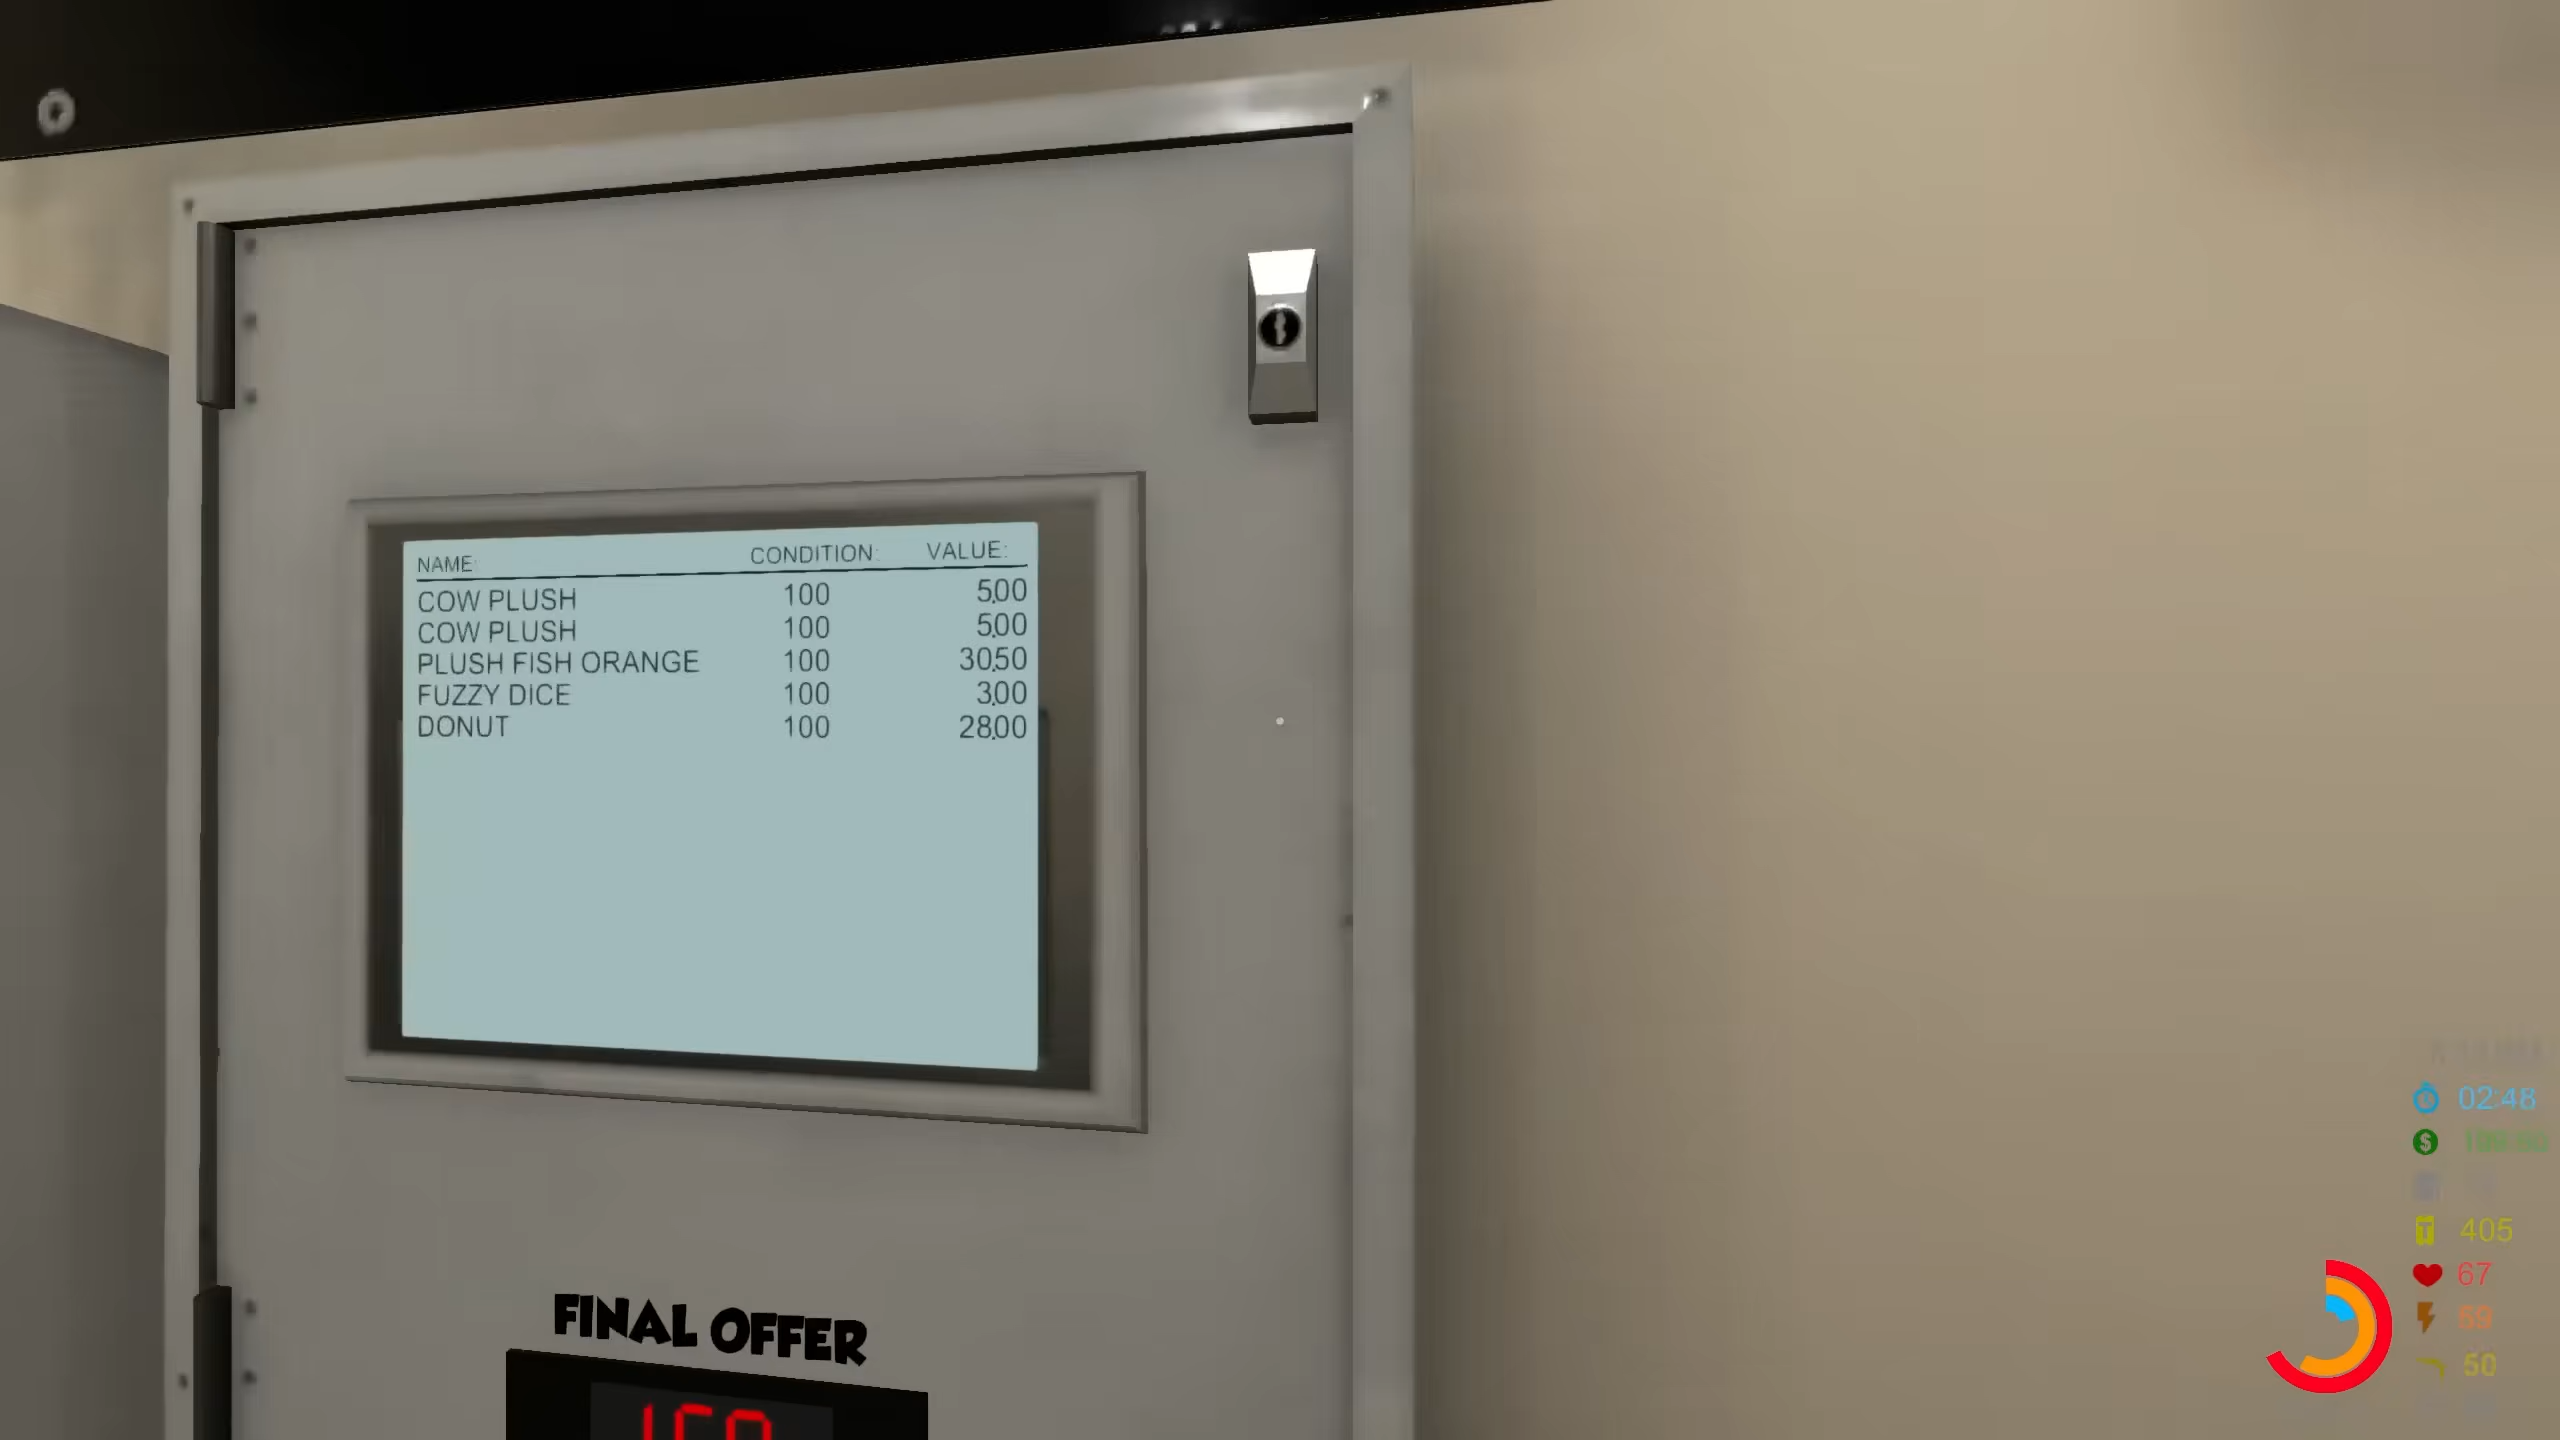 NAME: CONDITION: VALUE:
COW PLUSH 100 5.00
COW PLUSH 100 5.00
PLUSH FISH ORANGE 100 30.50
FUZZY DICE 100 3.00
DONUT 100 28.00
FINAL OFFER
02:48
405
67
59
50